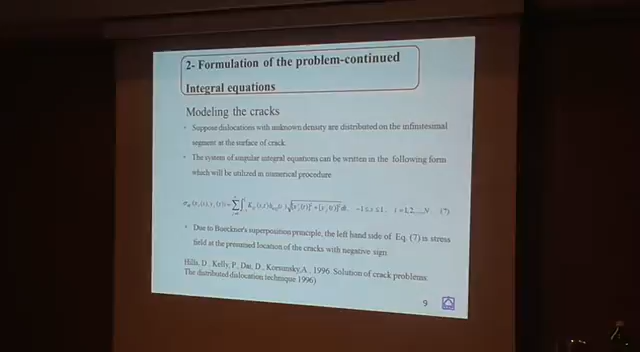 2- Formulation of the problem-continued
Integral equations
Modeling the cracks
• Suppose dislocations with unknown density are distributed on the infinitesimal
segment at the surface of crack.
• The system of singular integral equations can be written in the following form
which will be utilized in numerical procedure
-1≤s≤1, i=1,2,...,N (7)
• Due to Bueckner's superposition principle, the left hand side of Eq. (7) is stress
field at the presumed location of the cracks with negative sign
Hills, D., Kelly, P., Dai, D., Korsunsky, A., 1996. Solution of crack problems:
The distributed dislocation technique 1996)
9